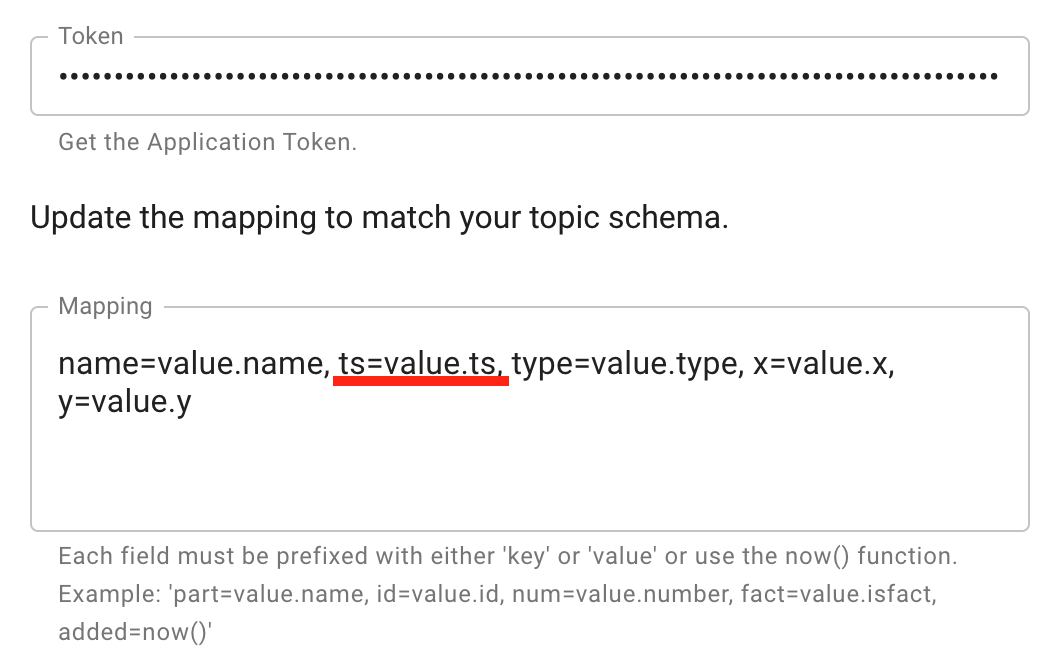 Token
••••••••••••••••••••••••••••••••••••••••••••••••••••••••••••••••••••••••••••••••••••
Get the Application Token.
Update the mapping to match your topic schema.
Mapping
name=value.name, ts=value.ts, type=value.type, x=value.x,
y=value.y
Each field must be prefixed with either 'key' or 'value' or use the now() function.
Example: 'part=value.name, id=value.id, num=value.number, fact=value.isfact,
added=now()'